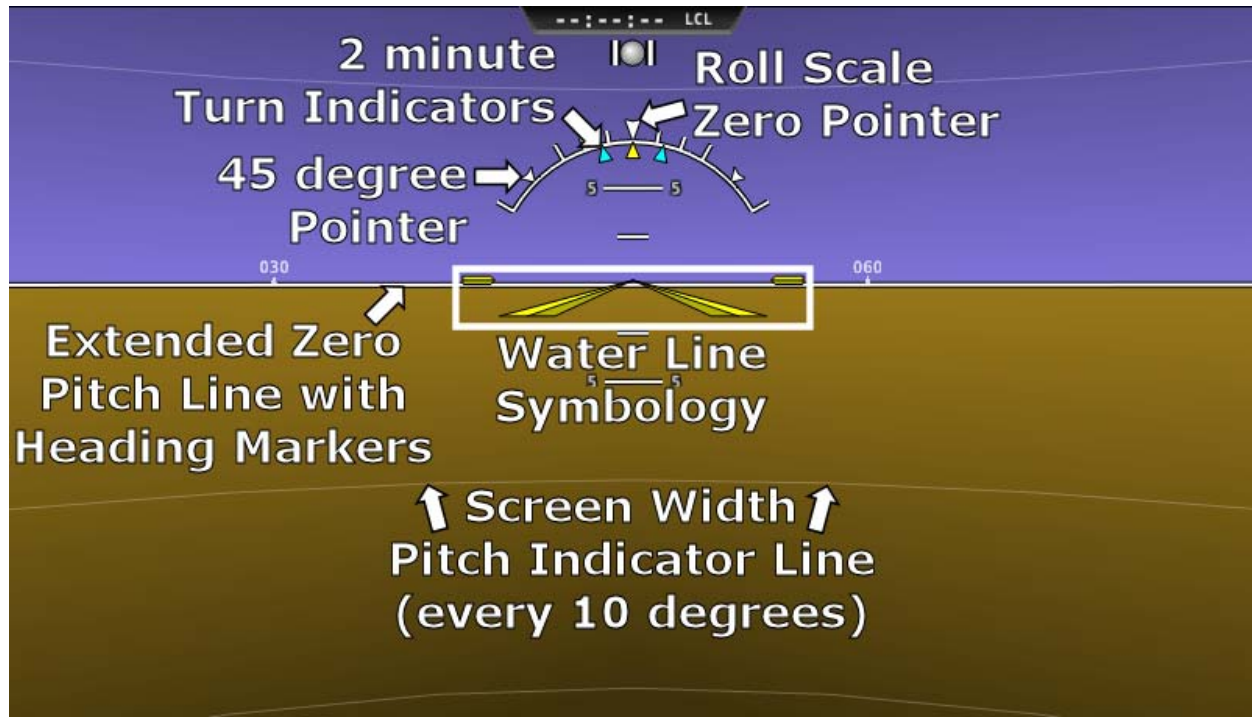 --:--:-- LCL
2 minute
Turn Indicators
Roll Scale
Zero Pointer
45 degree
Pointer
5 5
030
060
Extended Zero
Pitch Line with
Heading Markers
Water Line
5 5
Symbology
Screen Width
Pitch Indicator Line
(every 10 degrees)